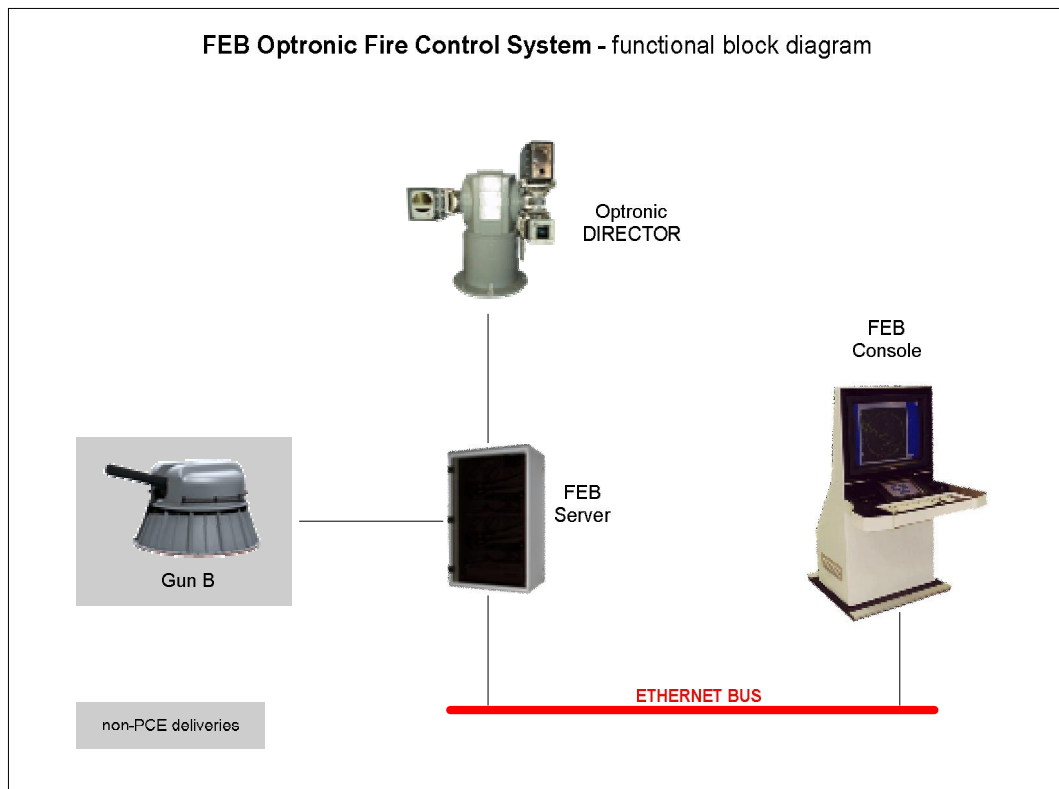 FEB Optronic Fire Control System - functional block diagram
Optronic
DIRECTOR
FEB
Console
FEB
Server
Gun B
ETHERNET BUS
non-PCE deliveries